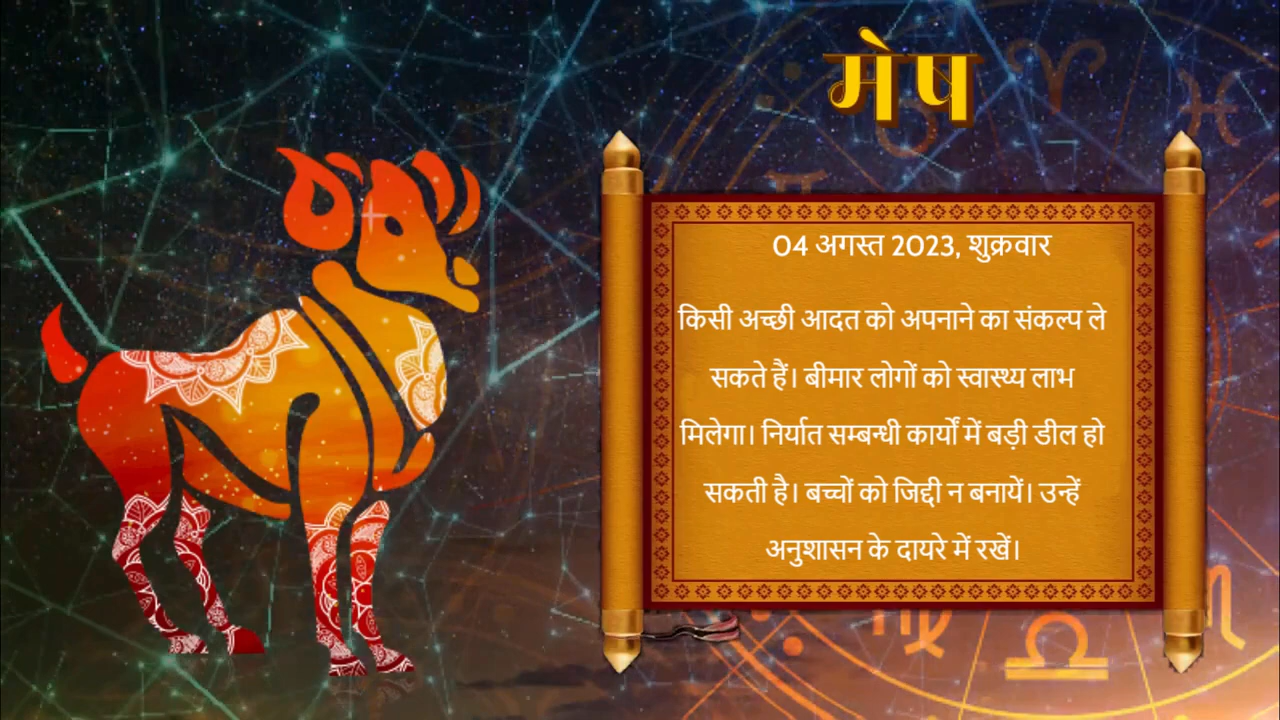 मेष
04 अगस्त 2023, शुक्रवार
किसी अच्छी आदत को अपनाने का संकल्प ले
सकते हैं। बीमार लोगों को स्वास्थ्य लाभ
मिलेगा। निर्यात सम्बन्धी कार्यों में बड़ी डील हो
सकती है। बच्चों को जिद्दी न बनायें। उन्हें
अनुशासन के दायरे में रखें।